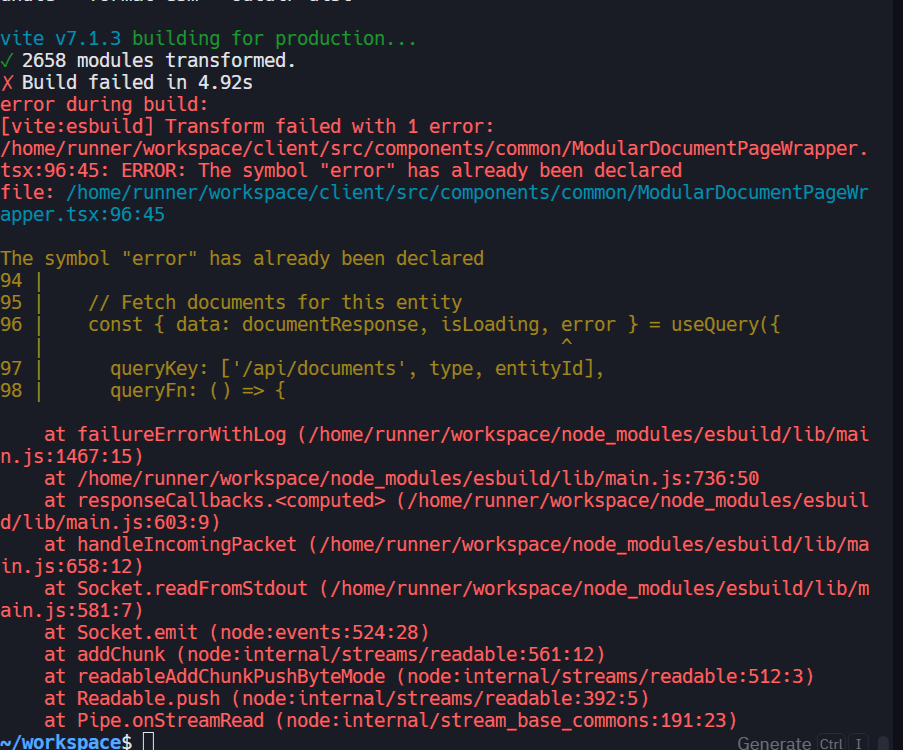 vite v7.1.3 building for production...
✓ 2658 modules transformed.
✗ Build failed in 4.92s
error during build:
[vite:esbuild] Transform failed with 1 error:
/home/runner/workspace/client/src/components/common/ModularDocumentPageWrapper.
tsx:96:45: ERROR: The symbol "error" has already been declared
file: /home/runner/workspace/client/src/components/common/ModularDocumentPageWr
apper.tsx:96:45
The symbol "error" has already been declared
94 |
95 |    // Fetch documents for this entity
96 |    const { data: documentResponse, isLoading, error } = useQuery({
   |                                               ^
97 |      queryKey: ['/api/documents', type, entityId],
98 |      queryFn: () => {
    at failureErrorWithLog (/home/runner/workspace/node_modules/esbuild/lib/mai
n.js:1467:15)
    at /home/runner/workspace/node_modules/esbuild/lib/main.js:736:50
    at responseCallbacks.<computed> (/home/runner/workspace/node_modules/esbuil
d/lib/main.js:603:9)
    at handleIncomingPacket (/home/runner/workspace/node_modules/esbuild/lib/ma
in.js:658:12)
    at Socket.readFromStdout (/home/runner/workspace/node_modules/esbuild/lib/m
ain.js:581:7)
    at Socket.emit (node:events:524:28)
    at addChunk (node:internal/streams/readable:561:12)
    at readableAddChunkPushByteMode (node:internal/streams/readable:512:3)
    at Readable.push (node:internal/streams/readable:392:5)
    at Pipe.onStreamRead (node:internal/stream_base_commons:191:23)
~/workspace$
Generate Ctrl I